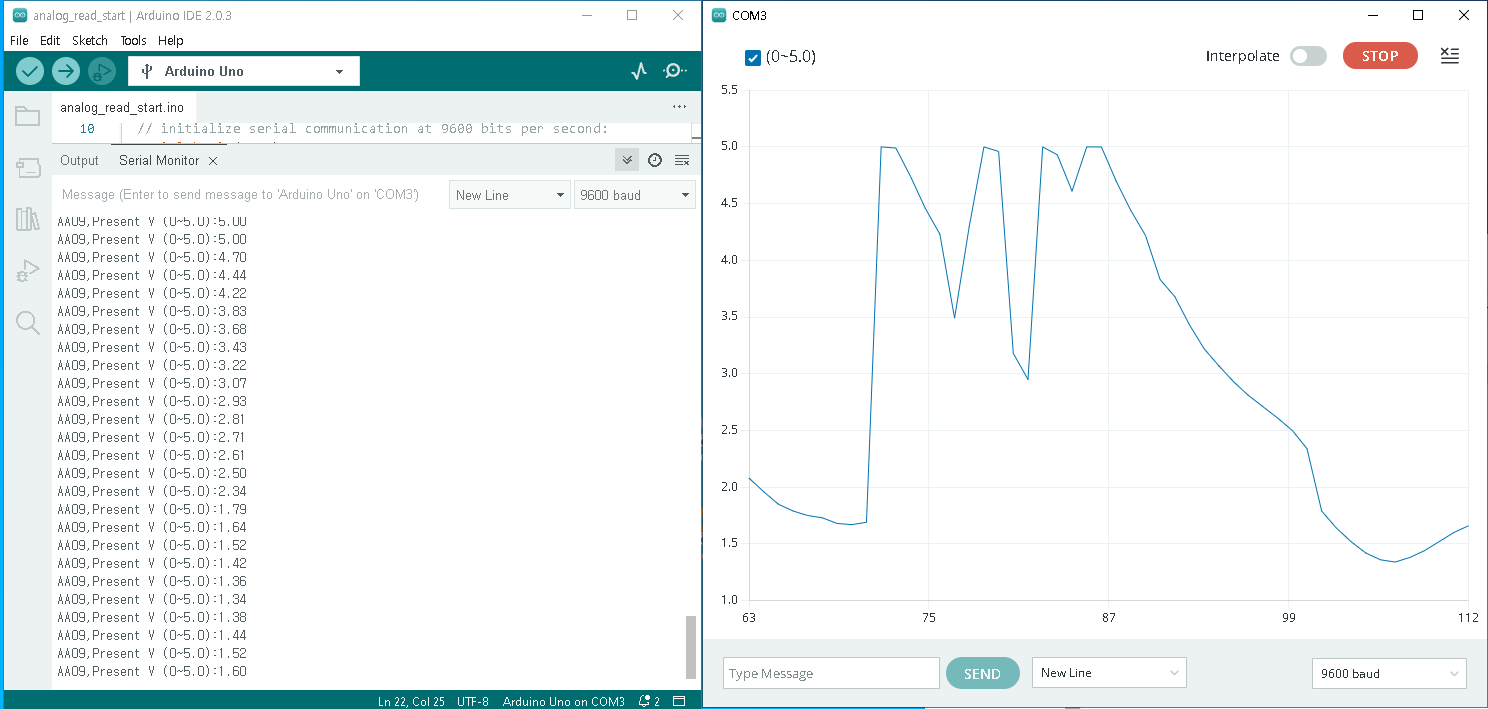 analog_read_start | Arduino IDE 2.0.3
File Edit Sketch Tools Help
Arduino Uno
analog_read_start.ino
10 // initialize serial communication at 9600 bits per second:
Output Serial Monitor
Message (Enter to send message to 'Arduino Uno' on 'COM3')
New Line
9600 baud
AA09,Present V (0~5.0):5.00
AA09,Present V (0~5.0):5.00
AA09,Present V (0~5.0):4.70
AA09,Present V (0~5.0):4.44
AA09,Present V (0~5.0):4.22
AA09,Present V (0~5.0):3.83
AA09,Present V (0~5.0):3.68
AA09,Present V (0~5.0):3.43
AA09,Present V (0~5.0):3.22
AA09,Present V (0~5.0):3.07
AA09,Present V (0~5.0):2.93
AA09,Present V (0~5.0):2.81
AA09,Present V (0~5.0):2.71
AA09,Present V (0~5.0):2.61
AA09,Present V (0~5.0):2.50
AA09,Present V (0~5.0):2.34
AA09,Present V (0~5.0):1.79
AA09,Present V (0~5.0):1.64
AA09,Present V (0~5.0):1.52
AA09,Present V (0~5.0):1.42
AA09,Present V (0~5.0):1.36
AA09,Present V (0~5.0):1.34
AA09,Present V (0~5.0):1.38
AA09,Present V (0~5.0):1.44
AA09,Present V (0~5.0):1.52
AA09,Present V (0~5.0):1.60
Ln 22, Col 25 UTF-8 Arduino Uno on COM3 2
COM3
(0~5.0)
Interpolate
STOP
5.5
5.0
4.5
4.0
3.5
3.0
2.5
2.0
1.5
1.0
63 75 87 99 112
Type Message
SEND
New Line
9600 baud